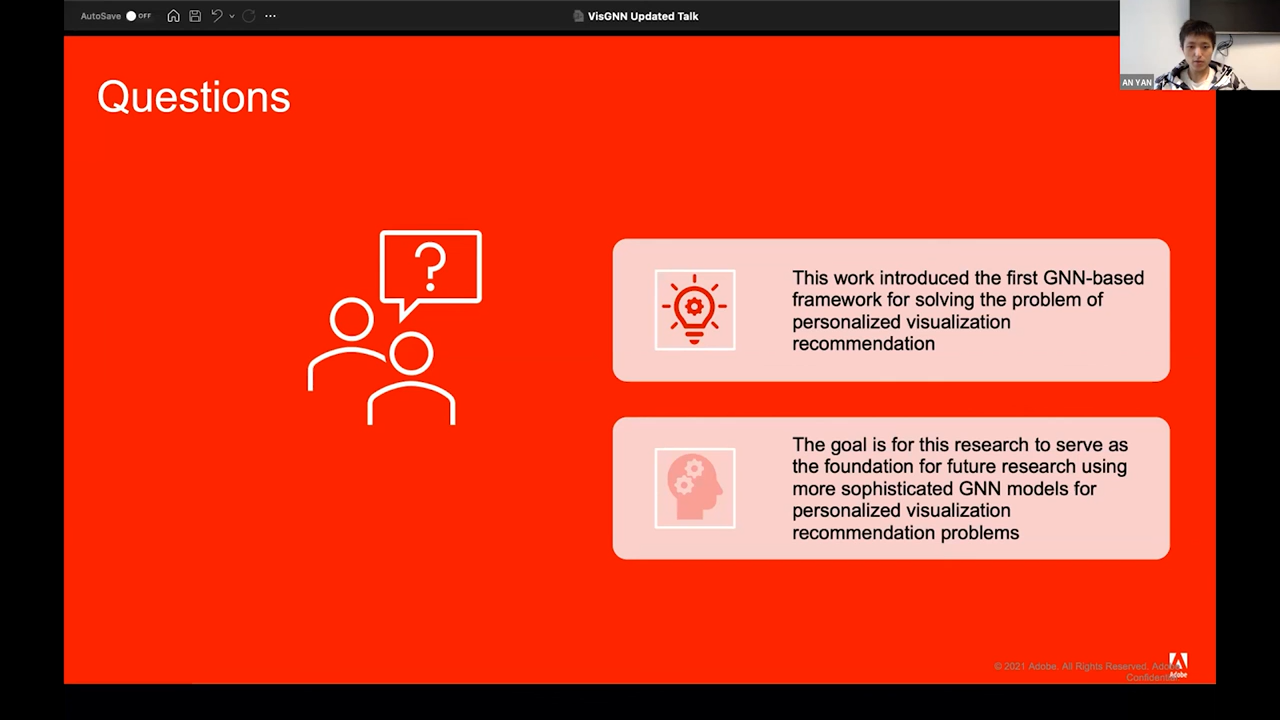 AutoSave OFF
VisGNN Updated Talk
AN YAN
Questions
?
This work introduced the first GNN-based
framework for solving the problem of
personalized visualization
recommendation
The goal is for this research to serve as
the foundation for future research using
more sophisticated GNN models for
personalized visualization
recommendation problems
© 2021 Adobe. All Rights Reserved. Adobe
Confidential.
Adobe